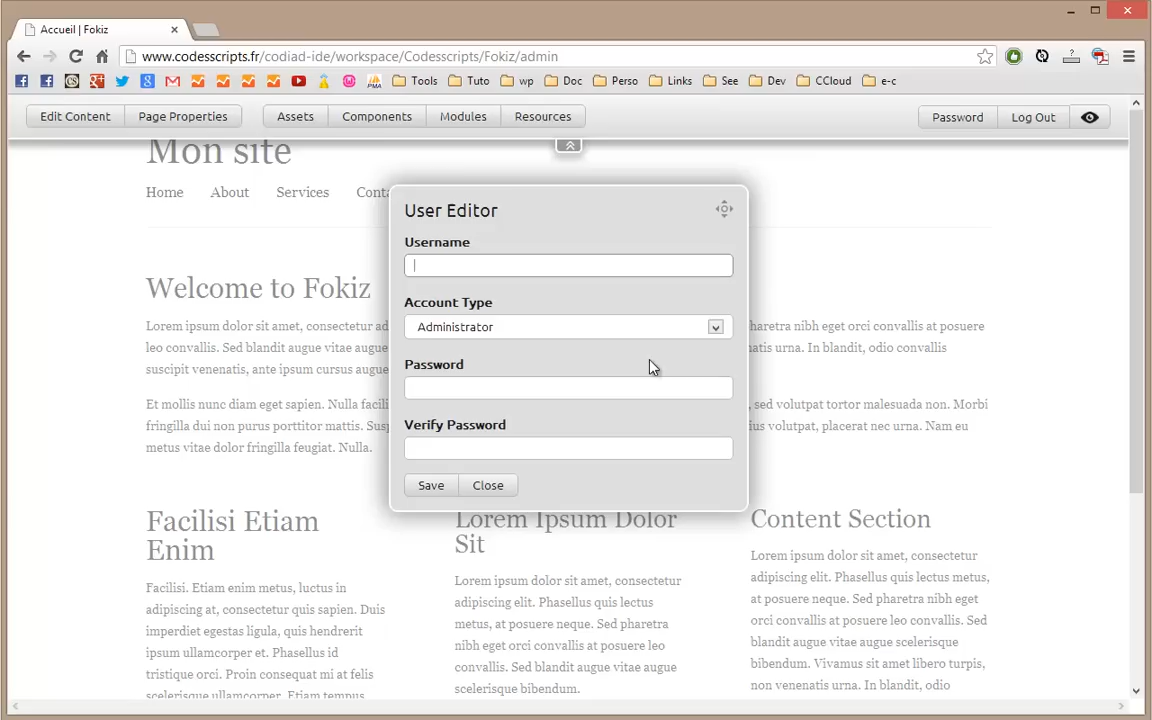 Accueil | Fokiz
www.codesscripts.fr/codiad-ide/workspace/Codesscripts/Fokiz/admin
Tools Tuto wp Doc Perso Links See Dev CCloud e-c
Edit Content Page Properties Assets Components Modules Resources Password Log Out
Mon site
Home About Services Conta
User Editor
Username
Account Type
Administrator
Password
Verify Password
Save Close
Welcome to Fokiz
Lorem ipsum dolor sit amet, consectetur ad pharetra nibh eget orci convallis at posuere
leo convallis. Sed blandit augue vitae augue natis urna. In blandit, odio convallis
suscipit venenatis, ante ipsum cursus augue
Et mollis nunc diam eget sapien. Nulla facili , sed volutpat tortor malesuada non. Morbi
fringilla dui non purus porttitor mattis. Sus ius volutpat, placerat nec urna. Nam eu
metus vitae dolor fringilla feugiat. Nulla.
Facilisi Etiam
Enim
Facilisi. Etiam enim metus, luctus in
adipiscing at, consectetur quis sapien. Duis
imperdiet egestas ligula, quis hendrerit
ipsum ullamcorper et. Phasellus id
tristique orci. Proin consequat mi at
scelerisque ullamcorper. Etiam tempus
Lorem Ipsum Dolor
Sit
Lorem ipsum dolor sit amet, consectetur
adipiscing elit. Phasellus quis lectus
metus, at posuere neque. Sed pharetra
nibh eget orci convallis at posuere leo
convallis. Sed blandit augue vitae augue
scelerisque bibendum.
Content Section
Lorem ipsum dolor sit amet, consectetur
adipiscing elit. Phasellus quis lectus metus,
at posuere neque. Sed pharetra nibh eget
orci convallis at posuere leo convallis. Sed
blandit augue vitae augue scelerisque
bibendum. Vivamus sit amet libero turpis,
non venenatis urna. In blandit, odio